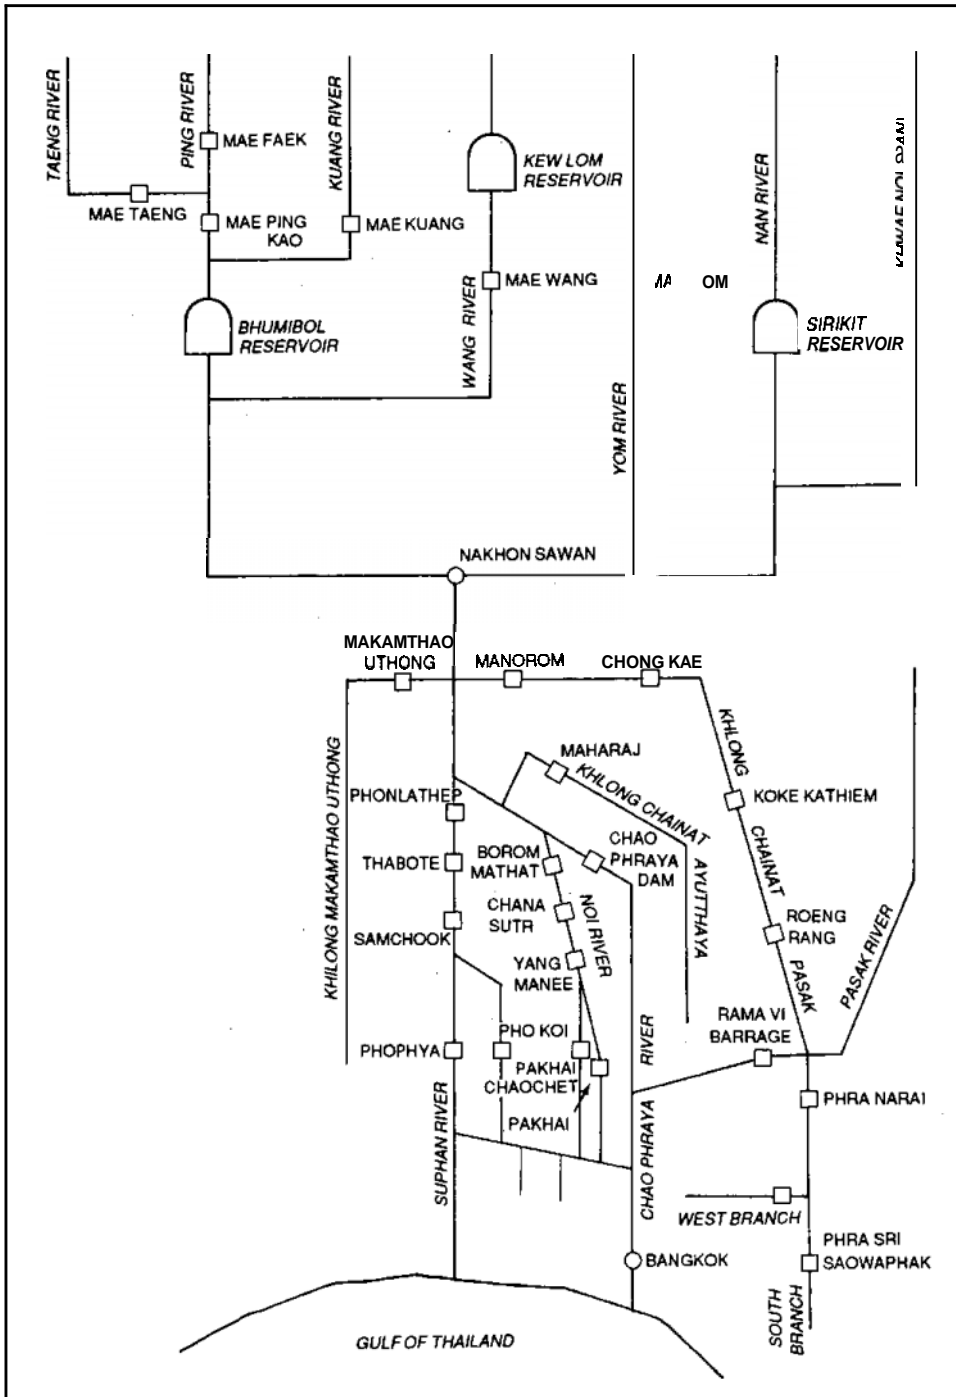 TAENG RIVER
PING RIVER
KUANG RIVER
MAE FAEK
KEW LOM
RESERVOIR
NAN RIVER
MAE TAENG
MAE PING
KAO
MAE KUANG
MAE WANG
OM
BHUMIBOL
RESERVOIR
WANG RIVER
SIRIKIT
RESERVOIR
YOM RIVER
NAKHON SAWAN
MAKAMTHAO
UTHONG
MANOROM
CHONG KAE
KHILONG MAKAMTHAO UTHONG
MAHARAJ
KHLONG CHAINAT
AYUTTHAYA
KHLONG
CHAINAT
PASAK
KOKE KATHIEM
PHONLATHEP
THABOTE
BOROM
MATHAT
CHAO
PHRAYA
DAM
CHANA
SUTR
NOI RIVER
SAMCHOOK
YANG
MANEE
ROENG
RANG
PASAK RIVER
RAMA VI
BARRAGE
PHOPHYA
PHO KOI
PAKHAI
CHAOCHET
PAKHAI
CHAO PHRAYA RIVER
PHRA NARAI
SUPHAN RIVER
WEST BRANCH
PHRA SRI
SAOWAPHAK
BANGKOK
SOUTH
BRANCH
GULF OF THAILAND